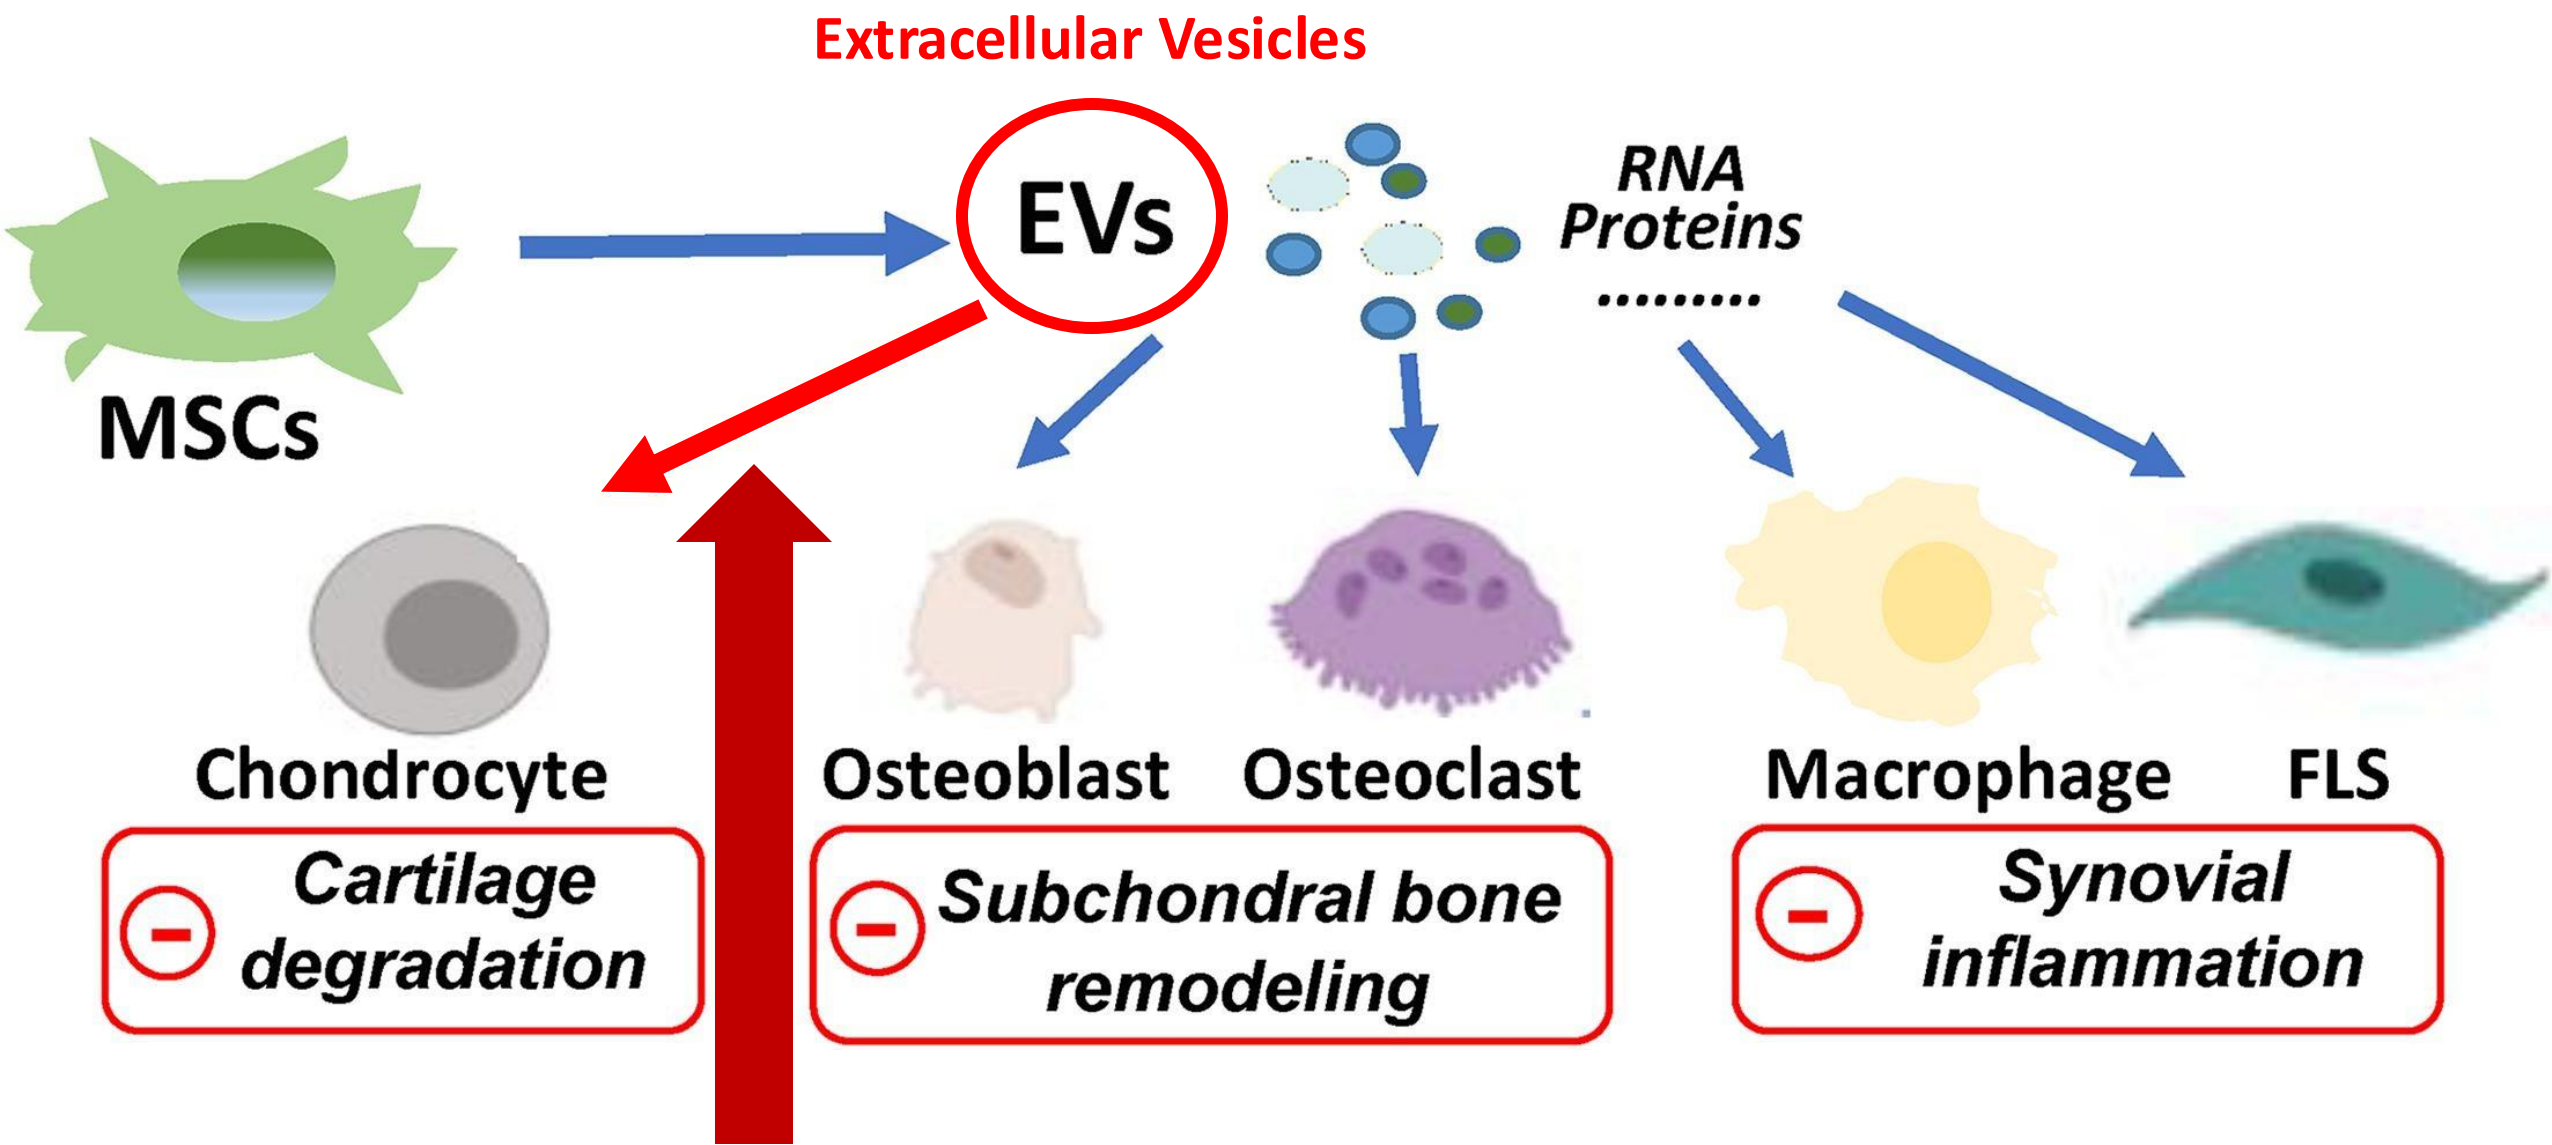 Extracellular Vesicles
EVs
RNA
Proteins
.........
MSCs
Chondrocyte
Osteoblast
Osteoclast
Macrophage
FLS
Cartilage
degradation
Subchondral bone
remodeling
Synovial
inflammation